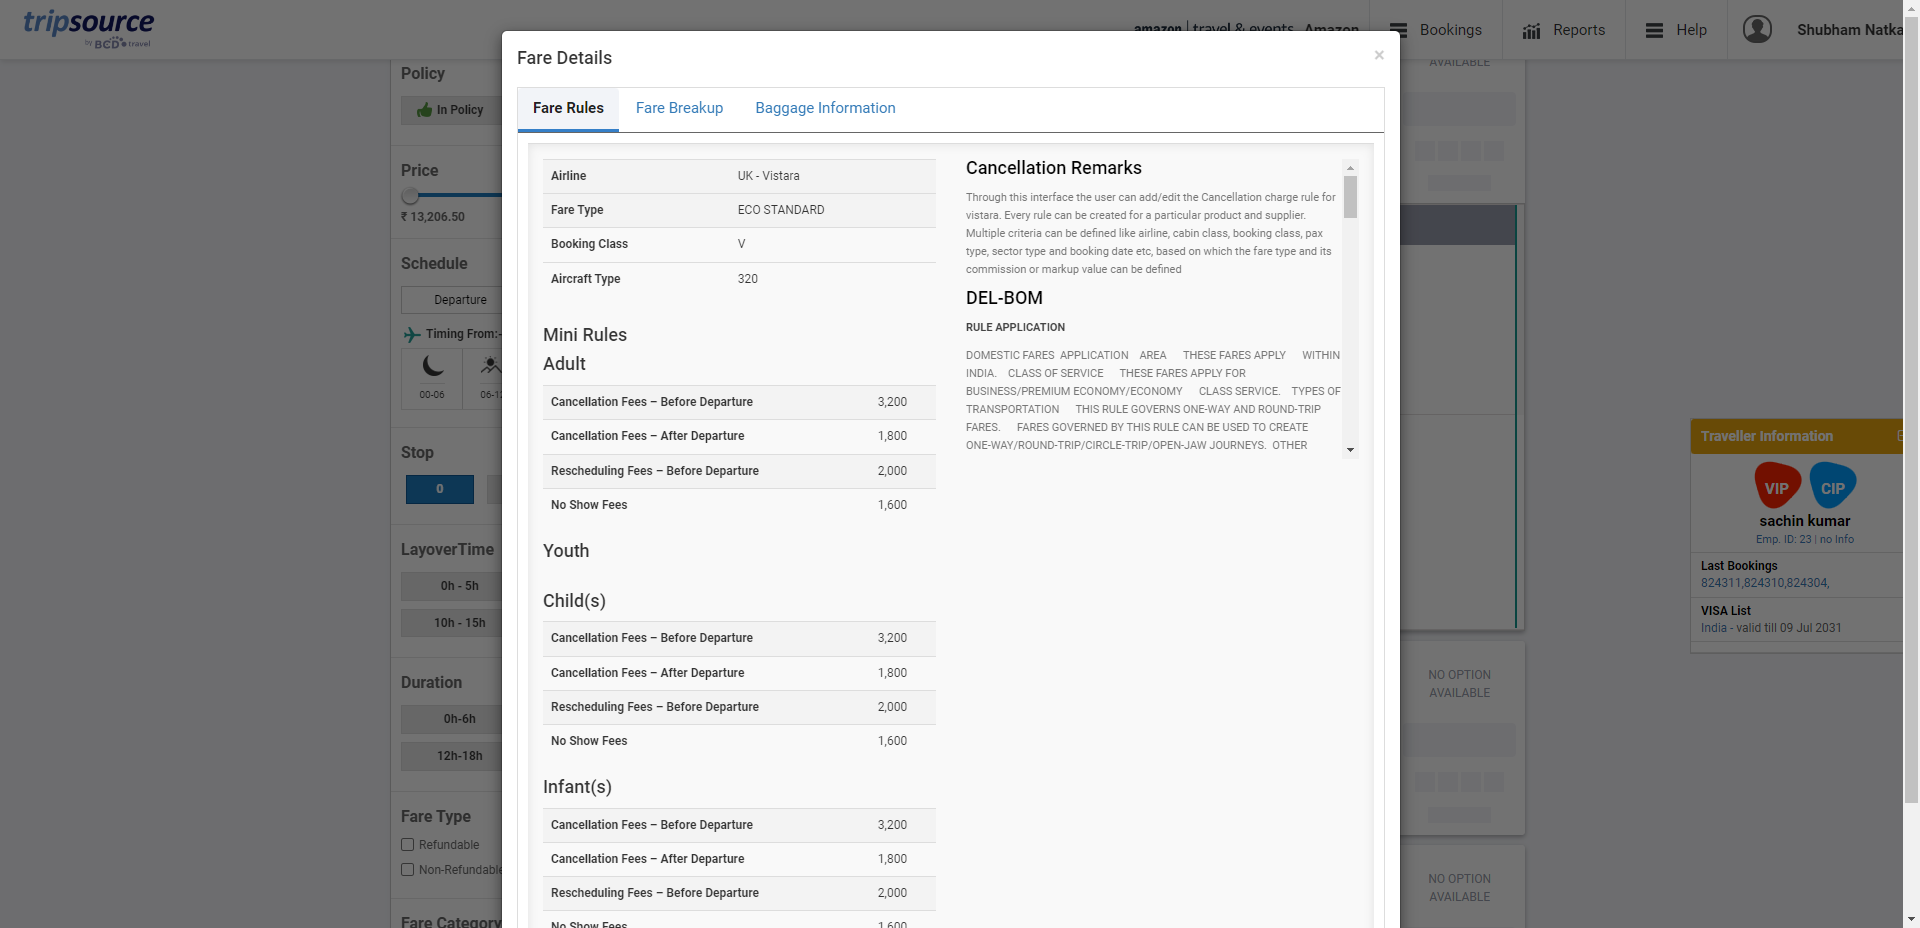 tripsource
by BCD travel
amazon | travel & events Amazon
Bookings
Reports
Help
Shubham Natka
Policy
In Policy
Price
₹ 13,206.50
Schedule
Departure
Timing From:-
00-06
06-12
Stop
0
LayoverTime
0h - 5h
10h - 15h
Duration
0h-6h
12h-18h
Fare Type
Refundable
Non-Refundable
Fare Category
Fare Details
×
Fare Rules
Fare Breakup
Baggage Information
Airline UK - Vistara
Fare Type ECO STANDARD
Booking Class V
Aircraft Type 320
Mini Rules
Adult
Cancellation Fees – Before Departure 3,200
Cancellation Fees – After Departure 1,800
Rescheduling Fees – Before Departure 2,000
No Show Fees 1,600
Youth
Child(s)
Cancellation Fees – Before Departure 3,200
Cancellation Fees – After Departure 1,800
Rescheduling Fees – Before Departure 2,000
No Show Fees 1,600
Infant(s)
Cancellation Fees – Before Departure 3,200
Cancellation Fees – After Departure 1,800
Rescheduling Fees – Before Departure 2,000
No Show Fees 1,600
Cancellation Remarks
Through this interface the user can add/edit the Cancellation charge rule for
vistara. Every rule can be created for a particular product and supplier.
Multiple criteria can be defined like airline, cabin class, booking class, pax
type, sector type and booking date etc, based on which the fare type and its
commission or markup value can be defined
DEL-BOM
RULE APPLICATION
DOMESTIC FARES APPLICATION AREA THESE FARES APPLY WITHIN
INDIA. CLASS OF SERVICE THESE FARES APPLY FOR
BUSINESS/PREMIUM ECONOMY/ECONOMY CLASS SERVICE. TYPES OF
TRANSPORTATION THIS RULE GOVERNS ONE-WAY AND ROUND-TRIP
FARES. FARES GOVERNED BY THIS RULE CAN BE USED TO CREATE
ONE-WAY/ROUND-TRIP/CIRCLE-TRIP/OPEN-JAW JOURNEYS. OTHER
AVAILABLE
NO OPTION
AVAILABLE
NO OPTION
AVAILABLE
Traveller Information
VIP
CIP
sachin kumar
Emp. ID: 23 | no Info
Last Bookings
824311,824310,824304,
VISA List
India - valid till 09 Jul 2031